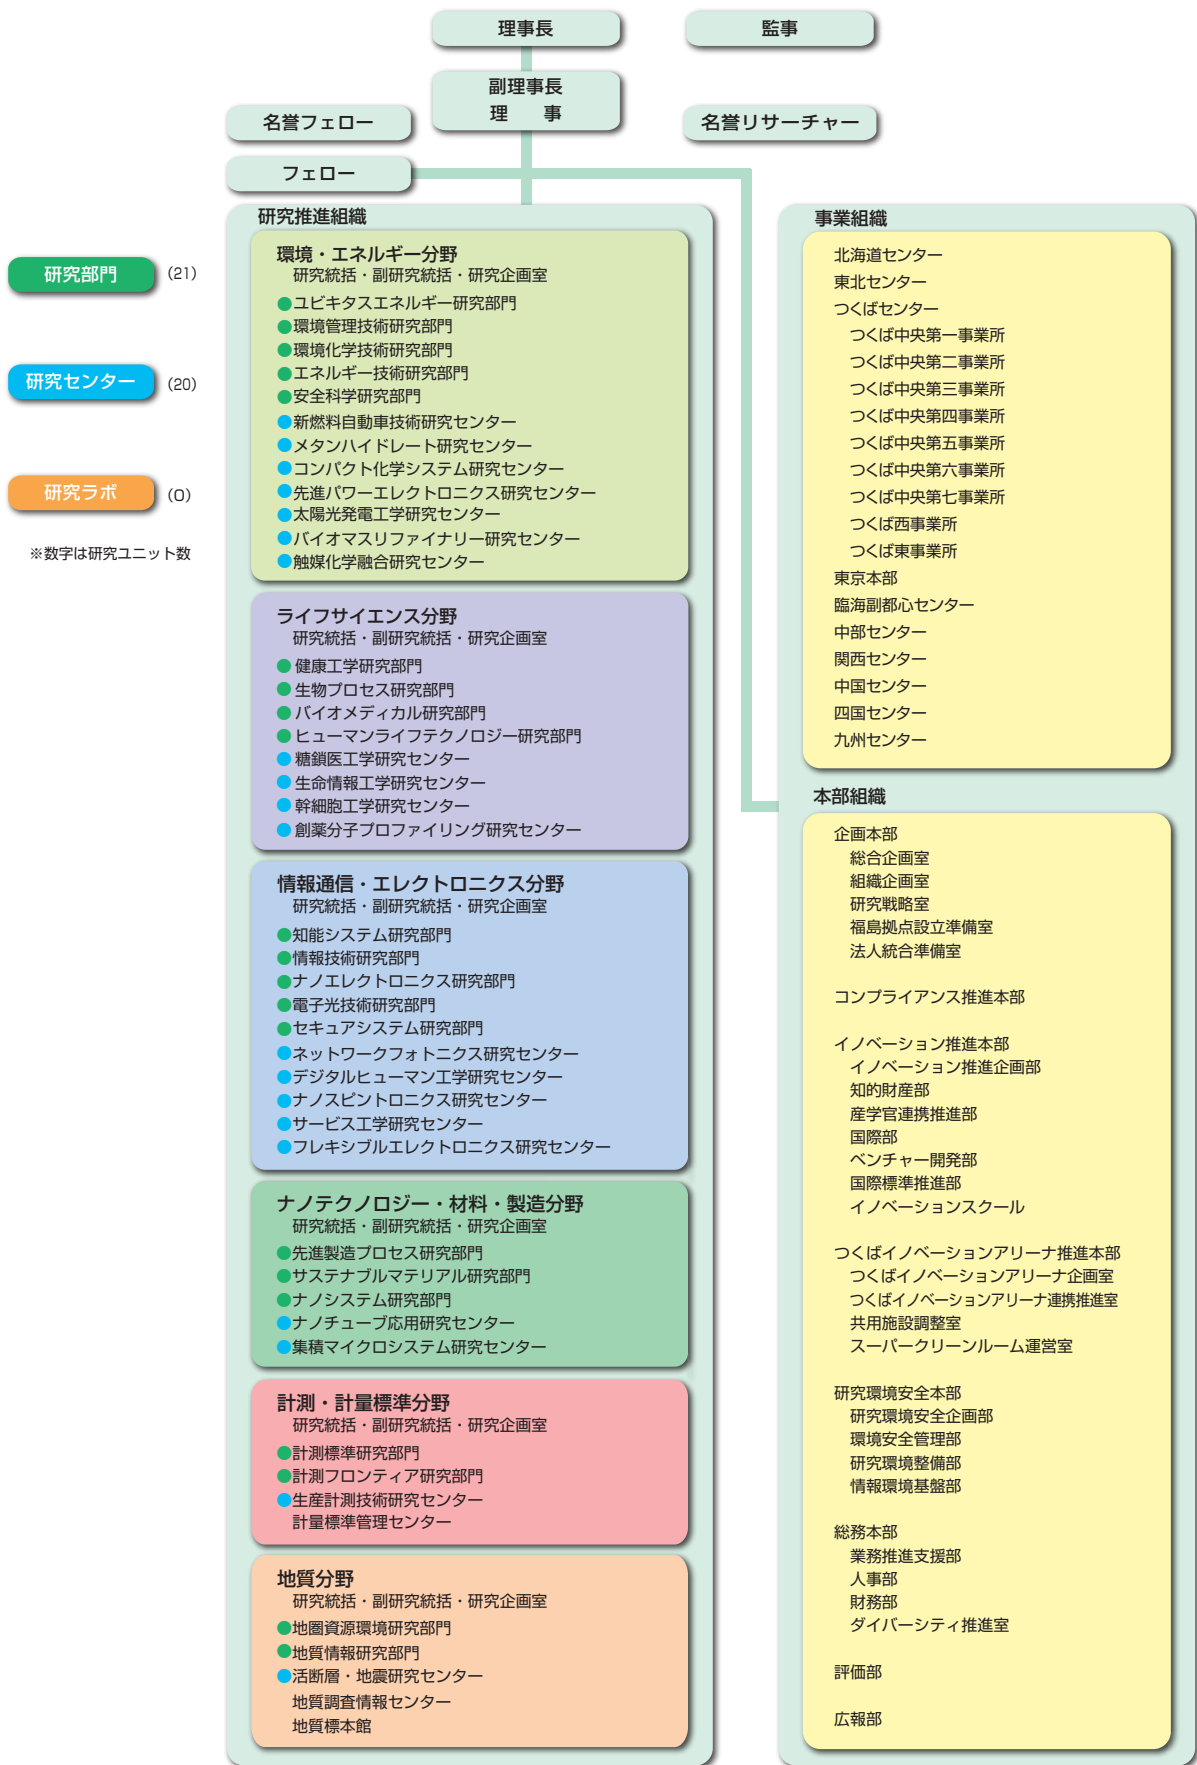 理事長
監事
副理事長
理　事
名誉フェロー
名誉リサーチャー
フェロー
研究部門 (21)
研究センター (20)
研究ラボ (0)
※数字は研究ユニット数
研究推進組織
環境・エネルギー分野
研究統括・副研究統括・研究企画室
●ユビキタスエネルギー研究部門
●環境管理技術研究部門
●環境化学技術研究部門
●エネルギー技術研究部門
●安全科学研究部門
●新燃料自動車技術研究センター
●メタンハイドレート研究センター
●コンパクト化学システム研究センター
●先進パワーエレクトロニクス研究センター
●太陽光発電工学研究センター
●バイオマスリファイナリー研究センター
●触媒化学融合研究センター
ライフサイエンス分野
研究統括・副研究統括・研究企画室
●健康工学研究部門
●生物プロセス研究部門
●バイオメディカル研究部門
●ヒューマンライフテクノロジー研究部門
●糖鎖医工学研究センター
●生命情報工学研究センター
●幹細胞工学研究センター
●創薬分子プロファイリング研究センター
情報通信・エレクトロニクス分野
研究統括・副研究統括・研究企画室
●知能システム研究部門
●情報技術研究部門
●ナノエレクトロニクス研究部門
●電子光技術研究部門
●セキュアシステム研究部門
●ネットワークフォトニクス研究センター
●デジタルヒューマン工学研究センター
●ナノスピントロニクス研究センター
●サービス工学研究センター
●フレキシブルエレクトロニクス研究センター
ナノテクノロジー・材料・製造分野
研究統括・副研究統括・研究企画室
●先進製造プロセス研究部門
●サステナブルマテリアル研究部門
●ナノシステム研究部門
●ナノチューブ応用研究センター
●集積マイクロシステム研究センター
計測・計量標準分野
研究統括・副研究統括・研究企画室
●計測標準研究部門
●計測フロンティア研究部門
●生産計測技術研究センター
計量標準管理センター
地質分野
研究統括・副研究統括・研究企画室
●地圏資源環境研究部門
●地質情報研究部門
●活断層・地震研究センター
地質調査情報センター
地質標本館
事業組織
北海道センター
東北センター
つくばセンター
つくば中央第一事業所
つくば中央第二事業所
つくば中央第三事業所
つくば中央第四事業所
つくば中央第五事業所
つくば中央第六事業所
つくば中央第七事業所
つくば西事業所
つくば東事業所
東京本部
臨海副都心センター
中部センター
関西センター
中国センター
四国センター
九州センター
本部組織
企画本部
総合企画室
組織企画室
研究戦略室
福島拠点設立準備室
法人統合準備室
コンプライアンス推進本部
イノベーション推進本部
イノベーション推進企画部
知的財産部
産学官連携推進部
国際部
ベンチャー開発部
国際標準推進部
イノベーションスクール
つくばイノベーションアリーナ推進本部
つくばイノベーションアリーナ企画室
つくばイノベーションアリーナ連携推進室
共用施設調整室
スーパークリーンルーム運営室
研究環境安全本部
研究環境安全企画部
環境安全管理部
研究環境整備部
情報環境基盤部
総務本部
業務推進支援部
人事部
財務部
ダイバーシティ推進室
評価部
広報部